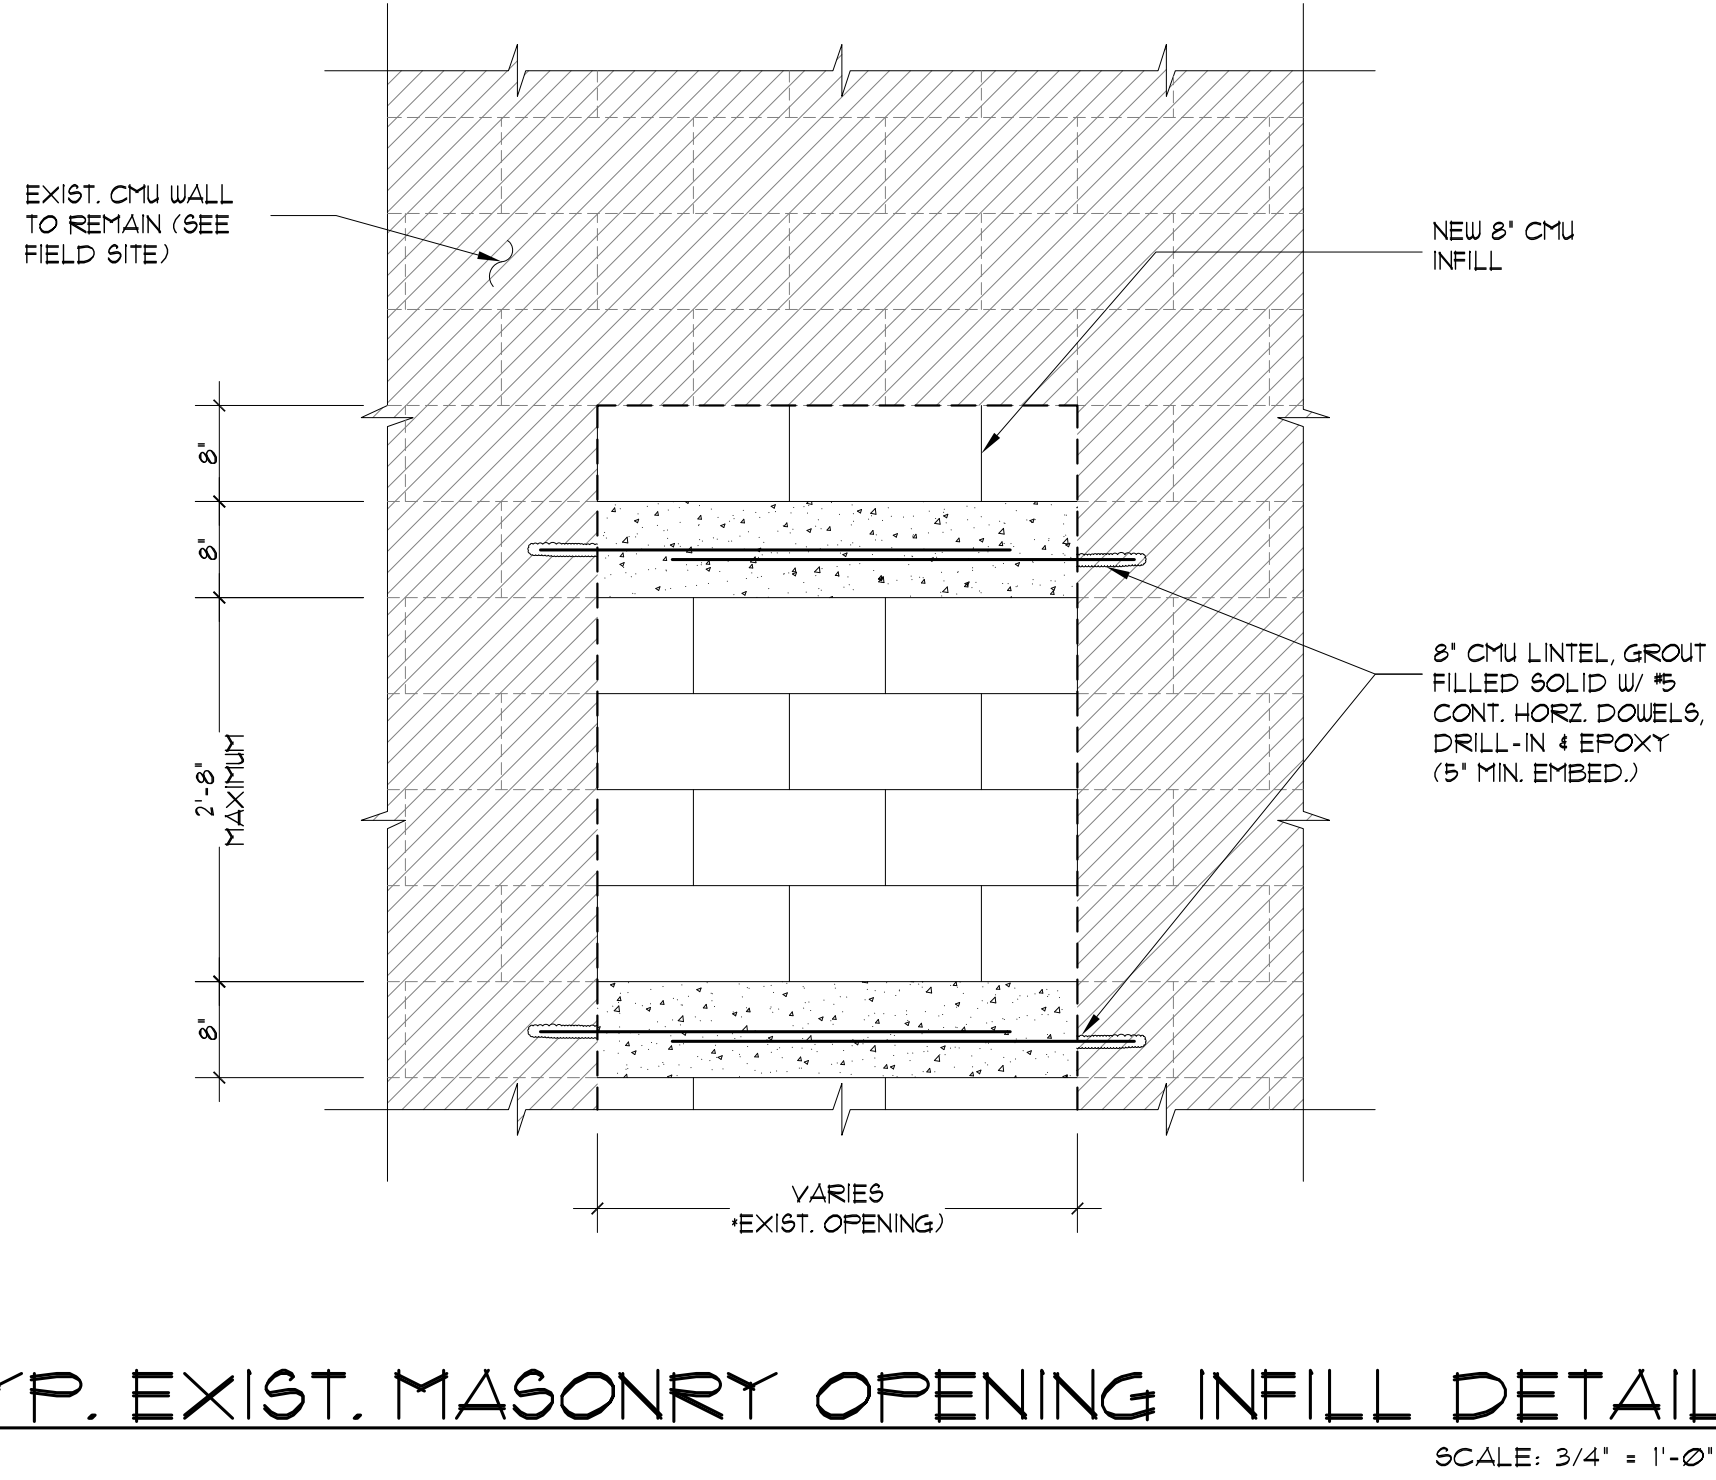 EXIST. CMU WALL
TO REMAIN (SEE
FIELD SITE)
NEW 8" CMU
INFILL
8"
8"
2'-8"
MAXIMUM
8"
8" CMU LINTEL, GROUT
FILLED SOLID W/ #5
CONT. HORZ. DOWELS,
DRILL-IN & EPOXY
(5" MIN. EMBED.)
VARIES
*EXIST. OPENING)
YP. EXIST. MASONRY OPENING INFILL DETAIL
SCALE: 3/4" = 1'-0"